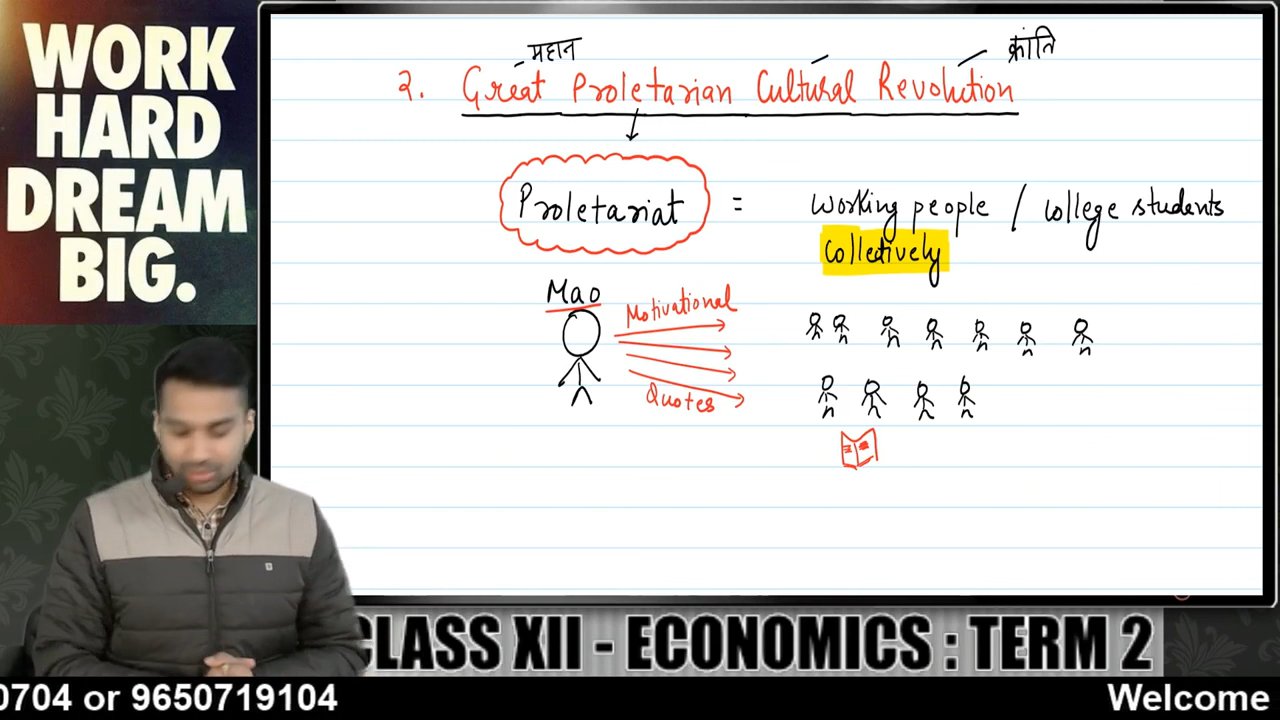 WORK
HARD
DREAM
BIG.
महान
क्रांति
2. Great Proletarian Cultural Revolution
Proletariat = working people / college students
collectively
Mao
Motivational
Quotes
CLASS XII - ECONOMICS : TERM 2
0704 or 9650719104
Welcome